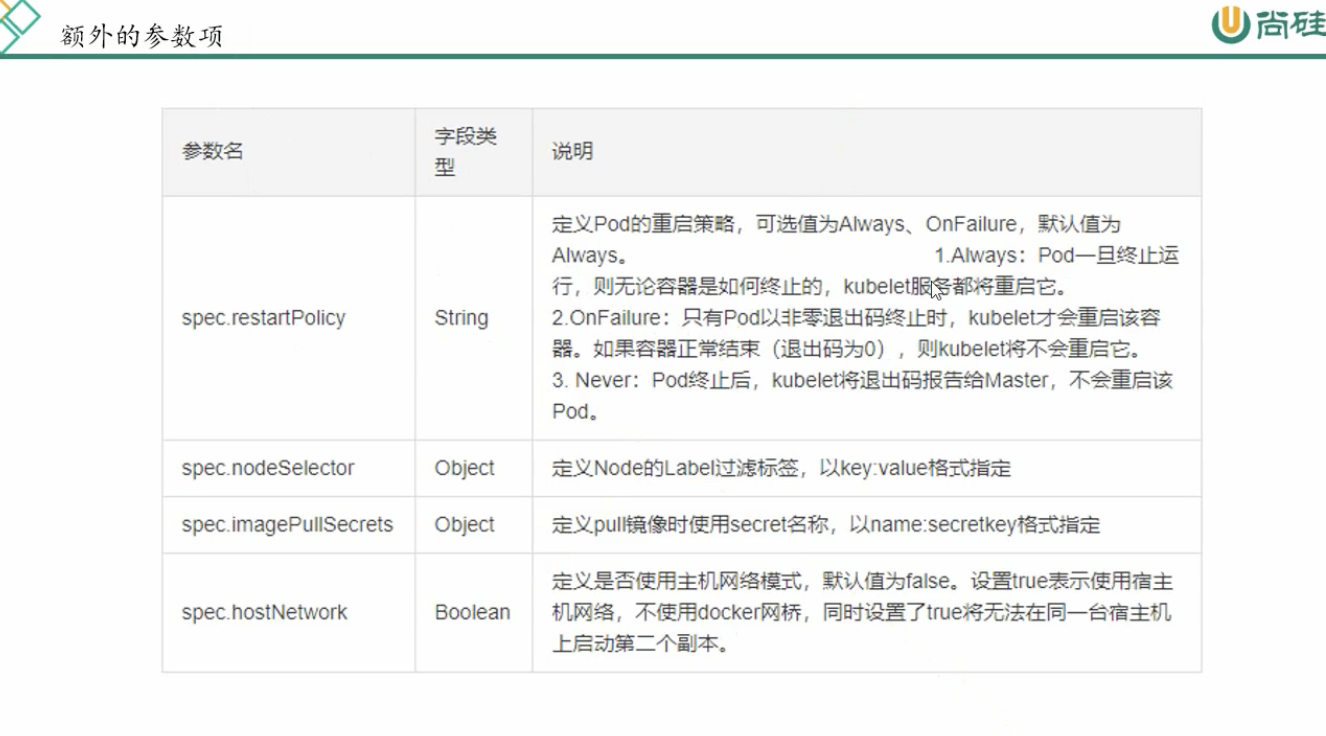 额外的参数项
尚硅
参数名
字段类
型
说明
spec.restartPolicy
String
定义Pod的重启策略，可选值为Always、OnFailure，默认值为
Always。 1.Always：Pod一旦终止运
行，则无论容器是如何终止的，kubelet服务都将重启它。
2.OnFailure：只有Pod以非零退出码终止时，kubelet才会重启该容
器。如果容器正常结束（退出码为0），则kubelet将不会重启它。
3. Never：Pod终止后，kubelet将退出码报告给Master，不会重启该
Pod。
spec.nodeSelector
Object
定义Node的Label过滤标签，以key:value格式指定
spec.imagePullSecrets
Object
定义pull镜像时使用secret名称，以name:secretkey格式指定
spec.hostNetwork
Boolean
定义是否使用主机网络模式，默认值为false。设置true表示使用宿主
机网络，不使用docker网桥，同时设置了true将无法在同一台宿主机
上启动第二个副本。